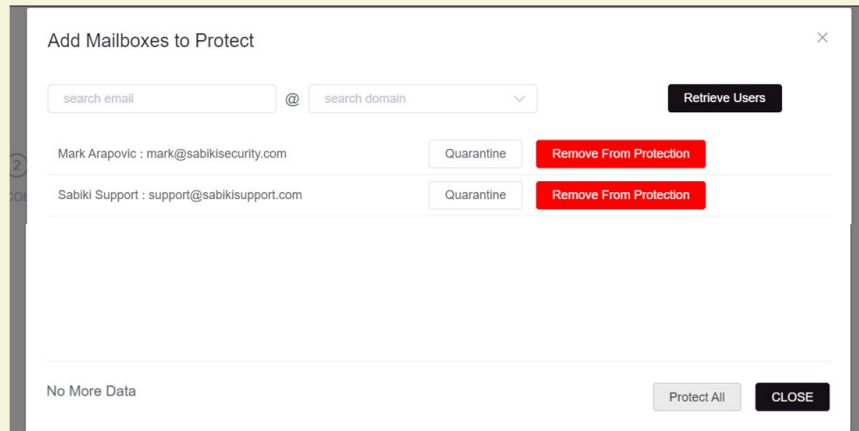 Add Mailboxes to Protect
search email @ search domain Retrieve Users
Mark Arapovic : mark@sabikisecurity.com Quarantine Remove From Protection
Sabiki Support : support@sabikisupport.com Quarantine Remove From Protection
2
No More Data Protect All CLOSE